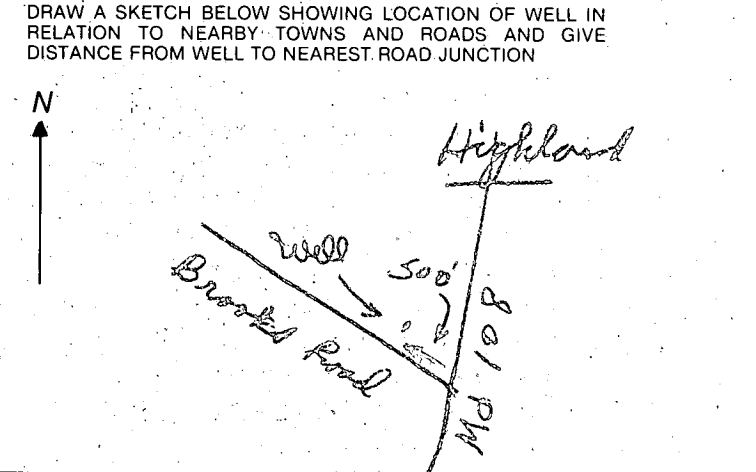 DRAW A SKETCH BELOW SHOWING LOCATION OF WELL IN
RELATION TO NEARBY TOWNS AND ROADS AND GIVE
DISTANCE FROM WELL TO NEAREST ROAD JUNCTION
N
Highland
Well
500'
Brooks Road
Md 108